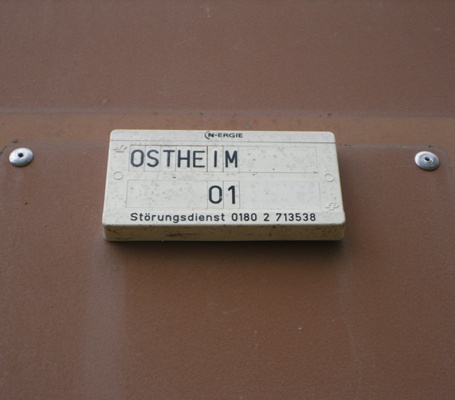 N-ERGIE
OSTHEIM
01
Störungsdienst 0180 2 713538